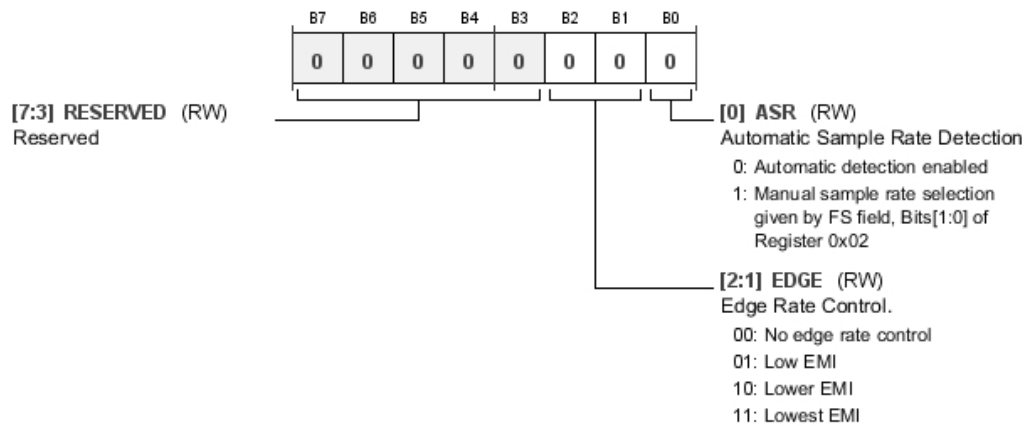 B7 B6 B5 B4 B3 B2 B1 B0
0 0 0 0 0 0 0 0
[7:3] RESERVED (RW)
Reserved
[0] ASR (RW)
Automatic Sample Rate Detection
0: Automatic detection enabled
1: Manual sample rate selection
given by FS field, Bits[1:0] of
Register 0x02
[2:1] EDGE (RW)
Edge Rate Control.
00: No edge rate control
01: Low EMI
10: Lower EMI
11: Lowest EMI